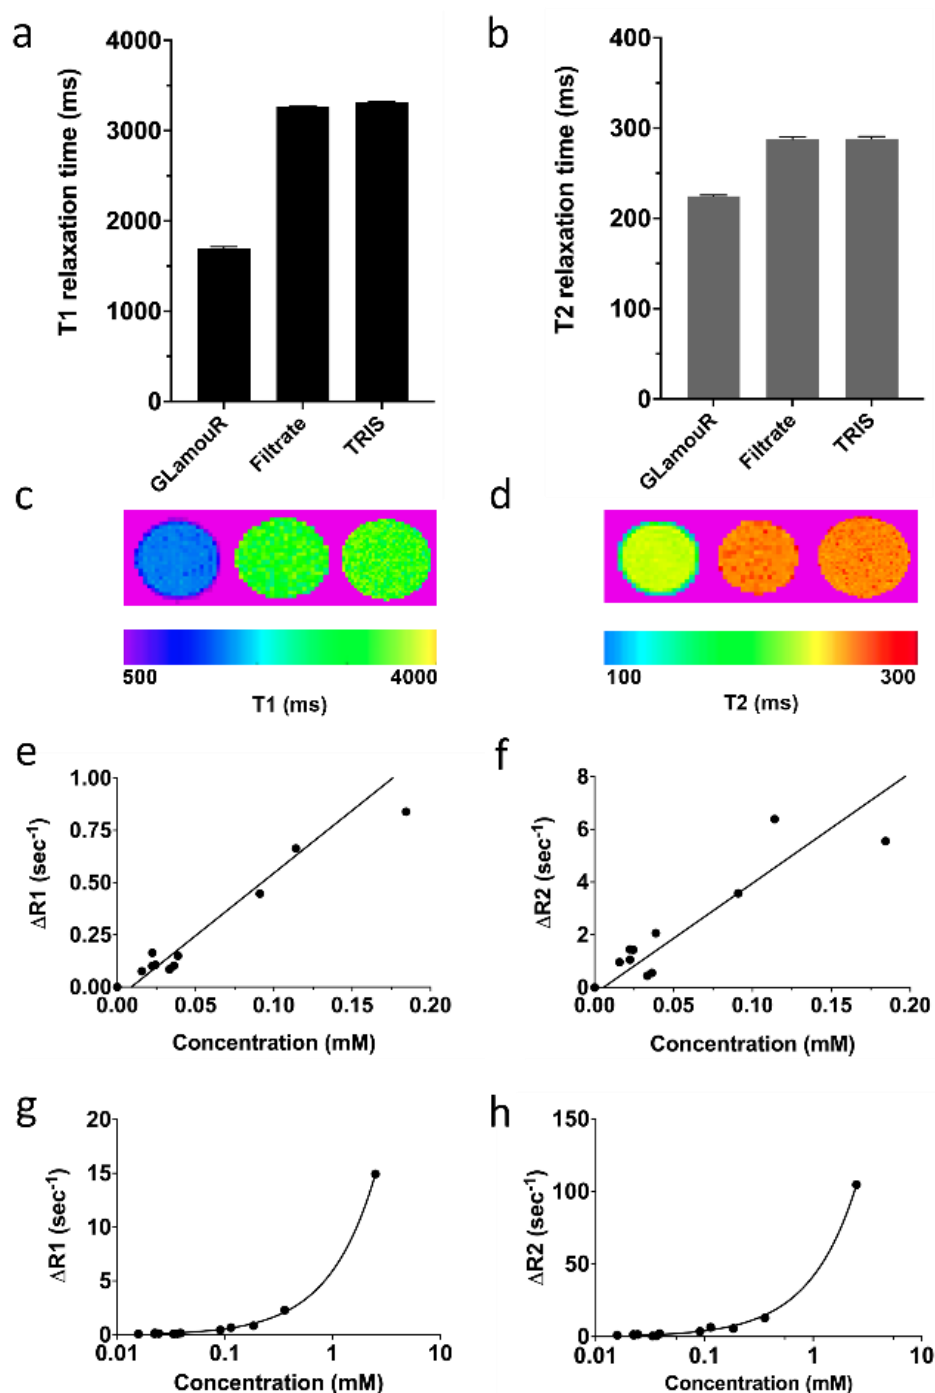 a
T1 relaxation time (ms)
4000
3000
2000
1000
0
GLamouR
Filtrate
TRIS
b
T2 relaxation time (ms)
400
300
200
100
0
GLamouR
Filtrate
TRIS
c
500 4000
T1 (ms)
d
100 300
T2 (ms)
e
ΔR1 (sec⁻¹)
1.00
0.75
0.50
0.25
0.00
0.00 0.05 0.10 0.15 0.20
Concentration (mM)
f
ΔR2 (sec⁻¹)
8
6
4
2
0
0.00 0.05 0.10 0.15 0.20
Concentration (mM)
g
ΔR1 (sec⁻¹)
20
15
10
5
0
0.01 0.1 1 10
Concentration (mM)
h
ΔR2 (sec⁻¹)
150
100
50
0
0.01 0.1 1 10
Concentration (mM)